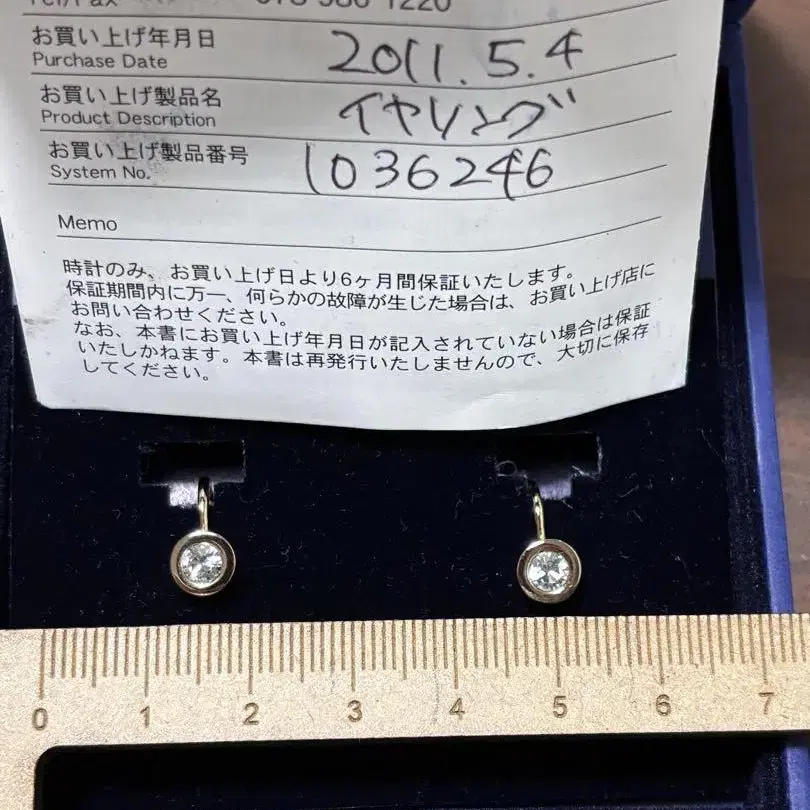 Tel/Fax 078 586 1220
お買い上げ年月日 2011.5.4
Purchase Date
お買い上げ製品名 イヤリング
Product Description
お買い上げ製品番号 1036246
System No.
Memo
時計のみ、お買い上げ日より6ヶ月間保証いたします。
保証期間内に万一、何らかの故障が生じた場合は、お買い上げ店に
お問い合わせください。
なお、本書にお買い上げ年月日が記入されていない場合は保証
いたしかねます。本書は再発行いたしませんので、大切に保存
してください。
0 1 2 3 4 5 6 7